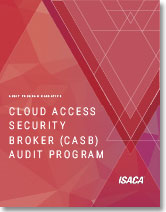 CLOUD ACCESS
SECURITY
BROKER (CASB)
AUDIT PROGRAM
ISACA